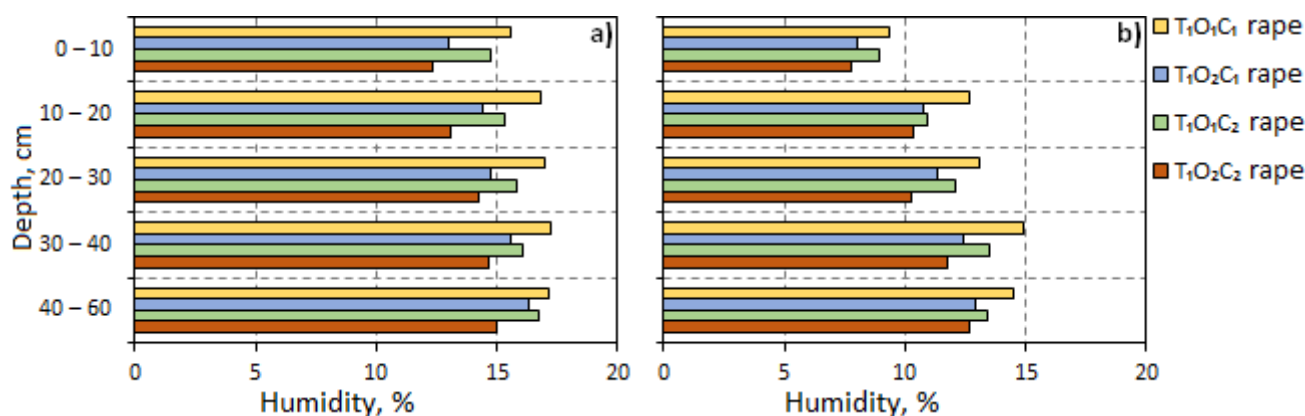 a)
b)
Depth, cm
0 – 10
10 – 20
20 – 30
30 – 40
40 – 60
0 5 10 15 20
Humidity, %
0 5 10 15 20
Humidity, %
T₁O₁C₁ rape
T₁O₂C₁ rape
T₁O₁C₂ rape
T₁O₂C₂ rape